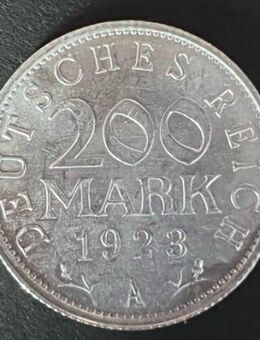 DEUTSCHES REICH
200
MARK
1923
A